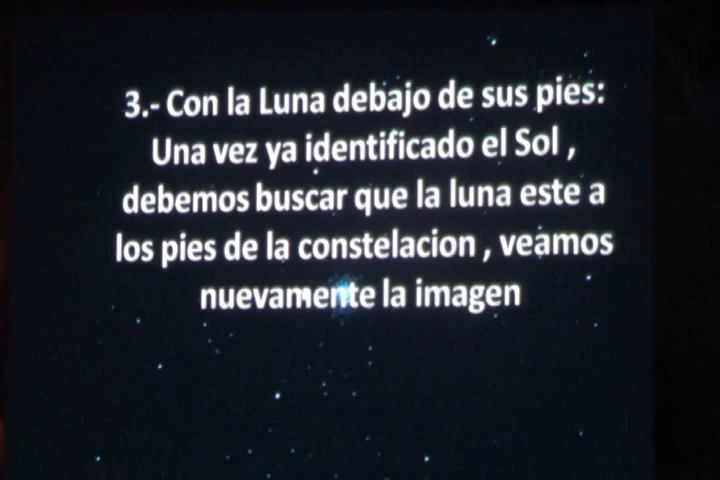 3.- Con la Luna debajo de sus pies:
Una vez ya identificado el Sol ,
debemos buscar que la luna este a
los pies de la constelacion , veamos
nuevamente la imagen